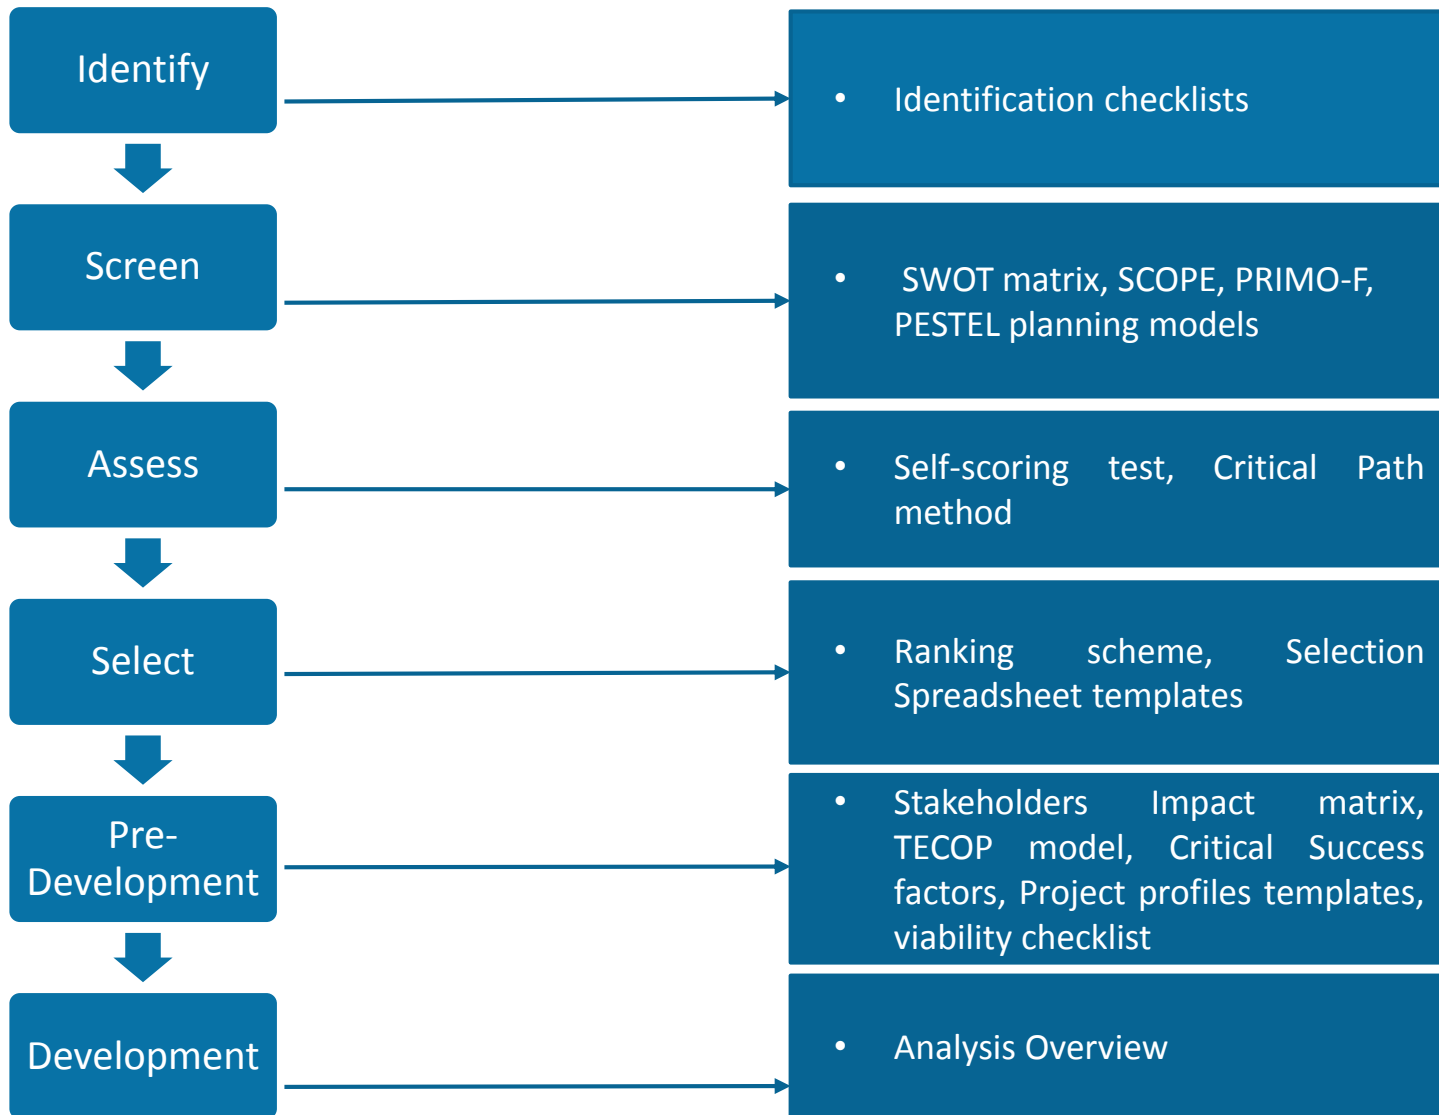 Identify
• Identification checklists
Screen
• SWOT matrix, SCOPE, PRIMO-F,
PESTEL planning models
Assess
• Self-scoring test, Critical Path
method
Select
• Ranking scheme, Selection
Spreadsheet templates
Pre-
Development
• Stakeholders Impact matrix,
TECOP model, Critical Success
factors, Project profiles templates,
viability checklist
Development
• Analysis Overview